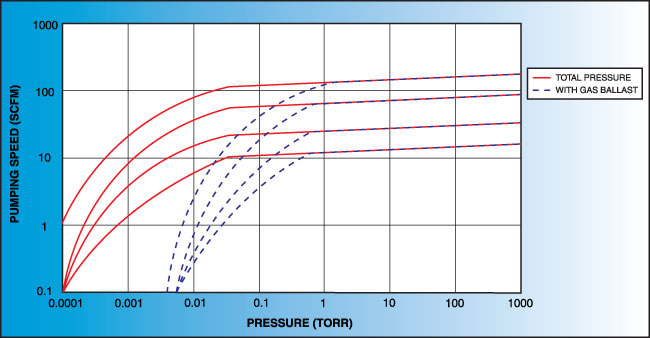 1000
100
10
1
0.1
PUMPING SPEED (SCFM)
0.0001 0.001 0.01 0.1 1 10 100 1000
PRESSURE (TORR)
TOTAL PRESSURE
WITH GAS BALLAST